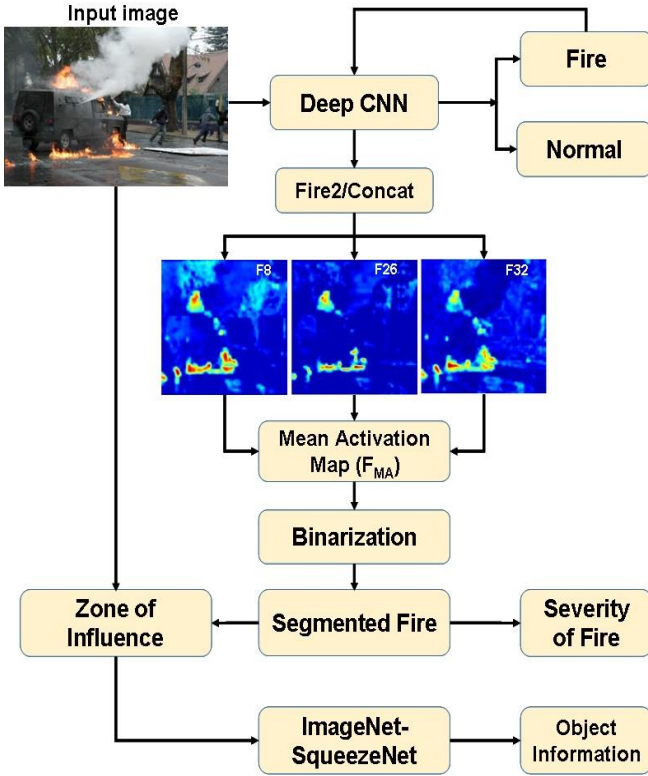 Input image
Deep CNN
Fire
Normal
Fire2/Concat
F8
F26
F32
Mean Activation
Map (FMA)
Binarization
Zone of
Influence
Segmented Fire
Severity
of Fire
ImageNet-
SqueezeNet
Object
Information